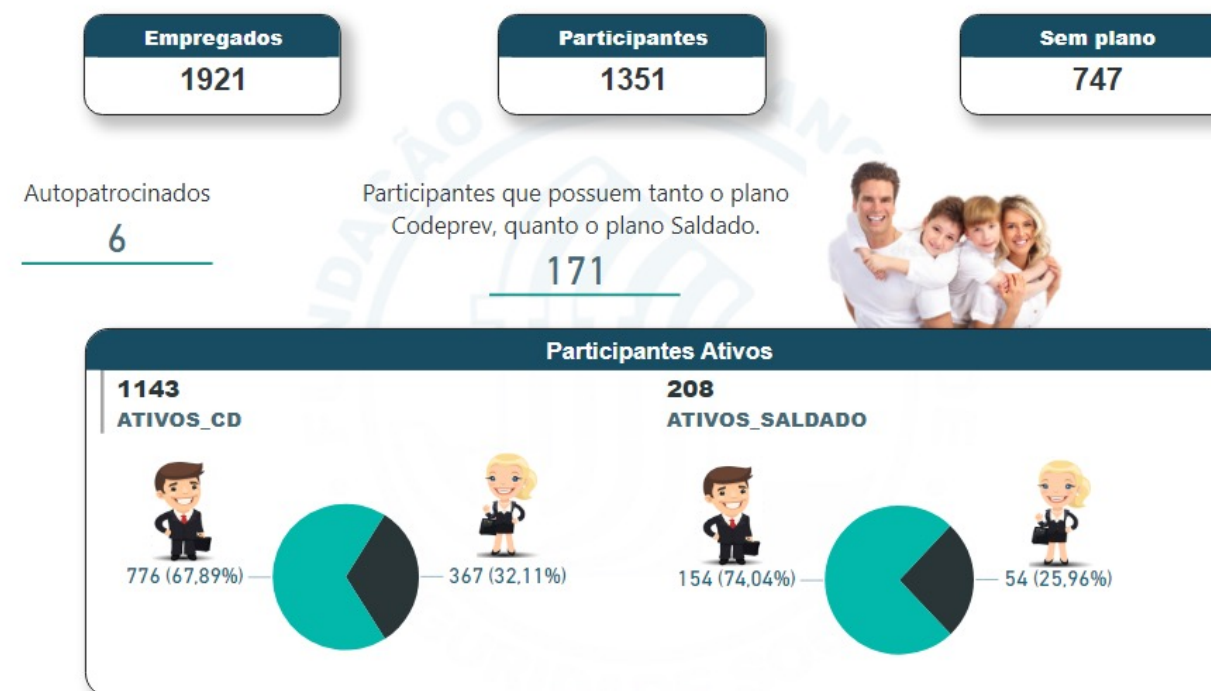 Empregados
1921
Participantes
1351
Sem plano
747
Autopatrocinados
6
Participantes que possuem tanto o plano
Codeprev, quanto o plano Saldado.
171
Participantes Ativos
1143
ATIVOS_CD
208
ATIVOS_SALDADO
776 (67,89%)
367 (32,11%)
154 (74,04%)
54 (25,96%)